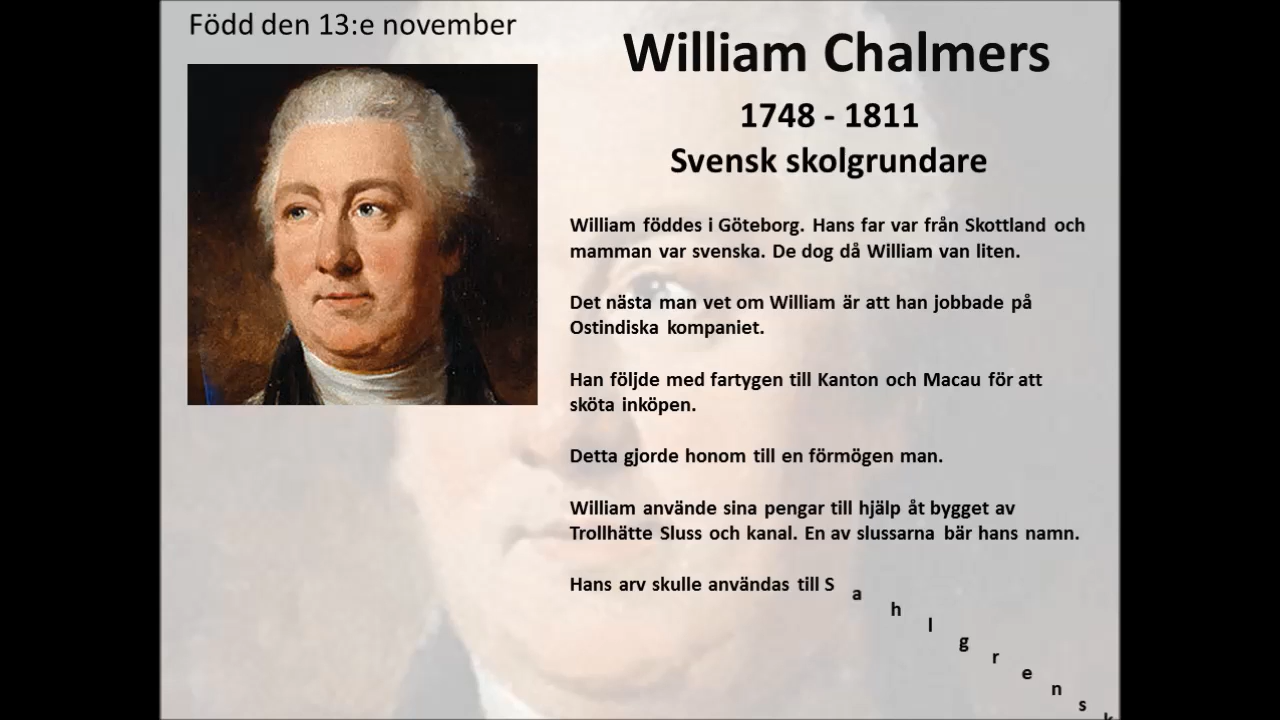 Född den 13:e november
William Chalmers
1748 - 1811
Svensk skolgrundare
William föddes i Göteborg. Hans far var från Skottland och
mamman var svenska. De dog då William van liten.
Det nästa man vet om William är att han jobbade på
Ostindiska kompaniet.
Han följde med fartygen till Kanton och Macau för att
sköta inköpen.
Detta gjorde honom till en förmögen man.
William använde sina pengar till hjälp åt bygget av
Trollhätte Sluss och kanal. En av slussarna bär hans namn.
Hans arv skulle användas till Sahlgrensk